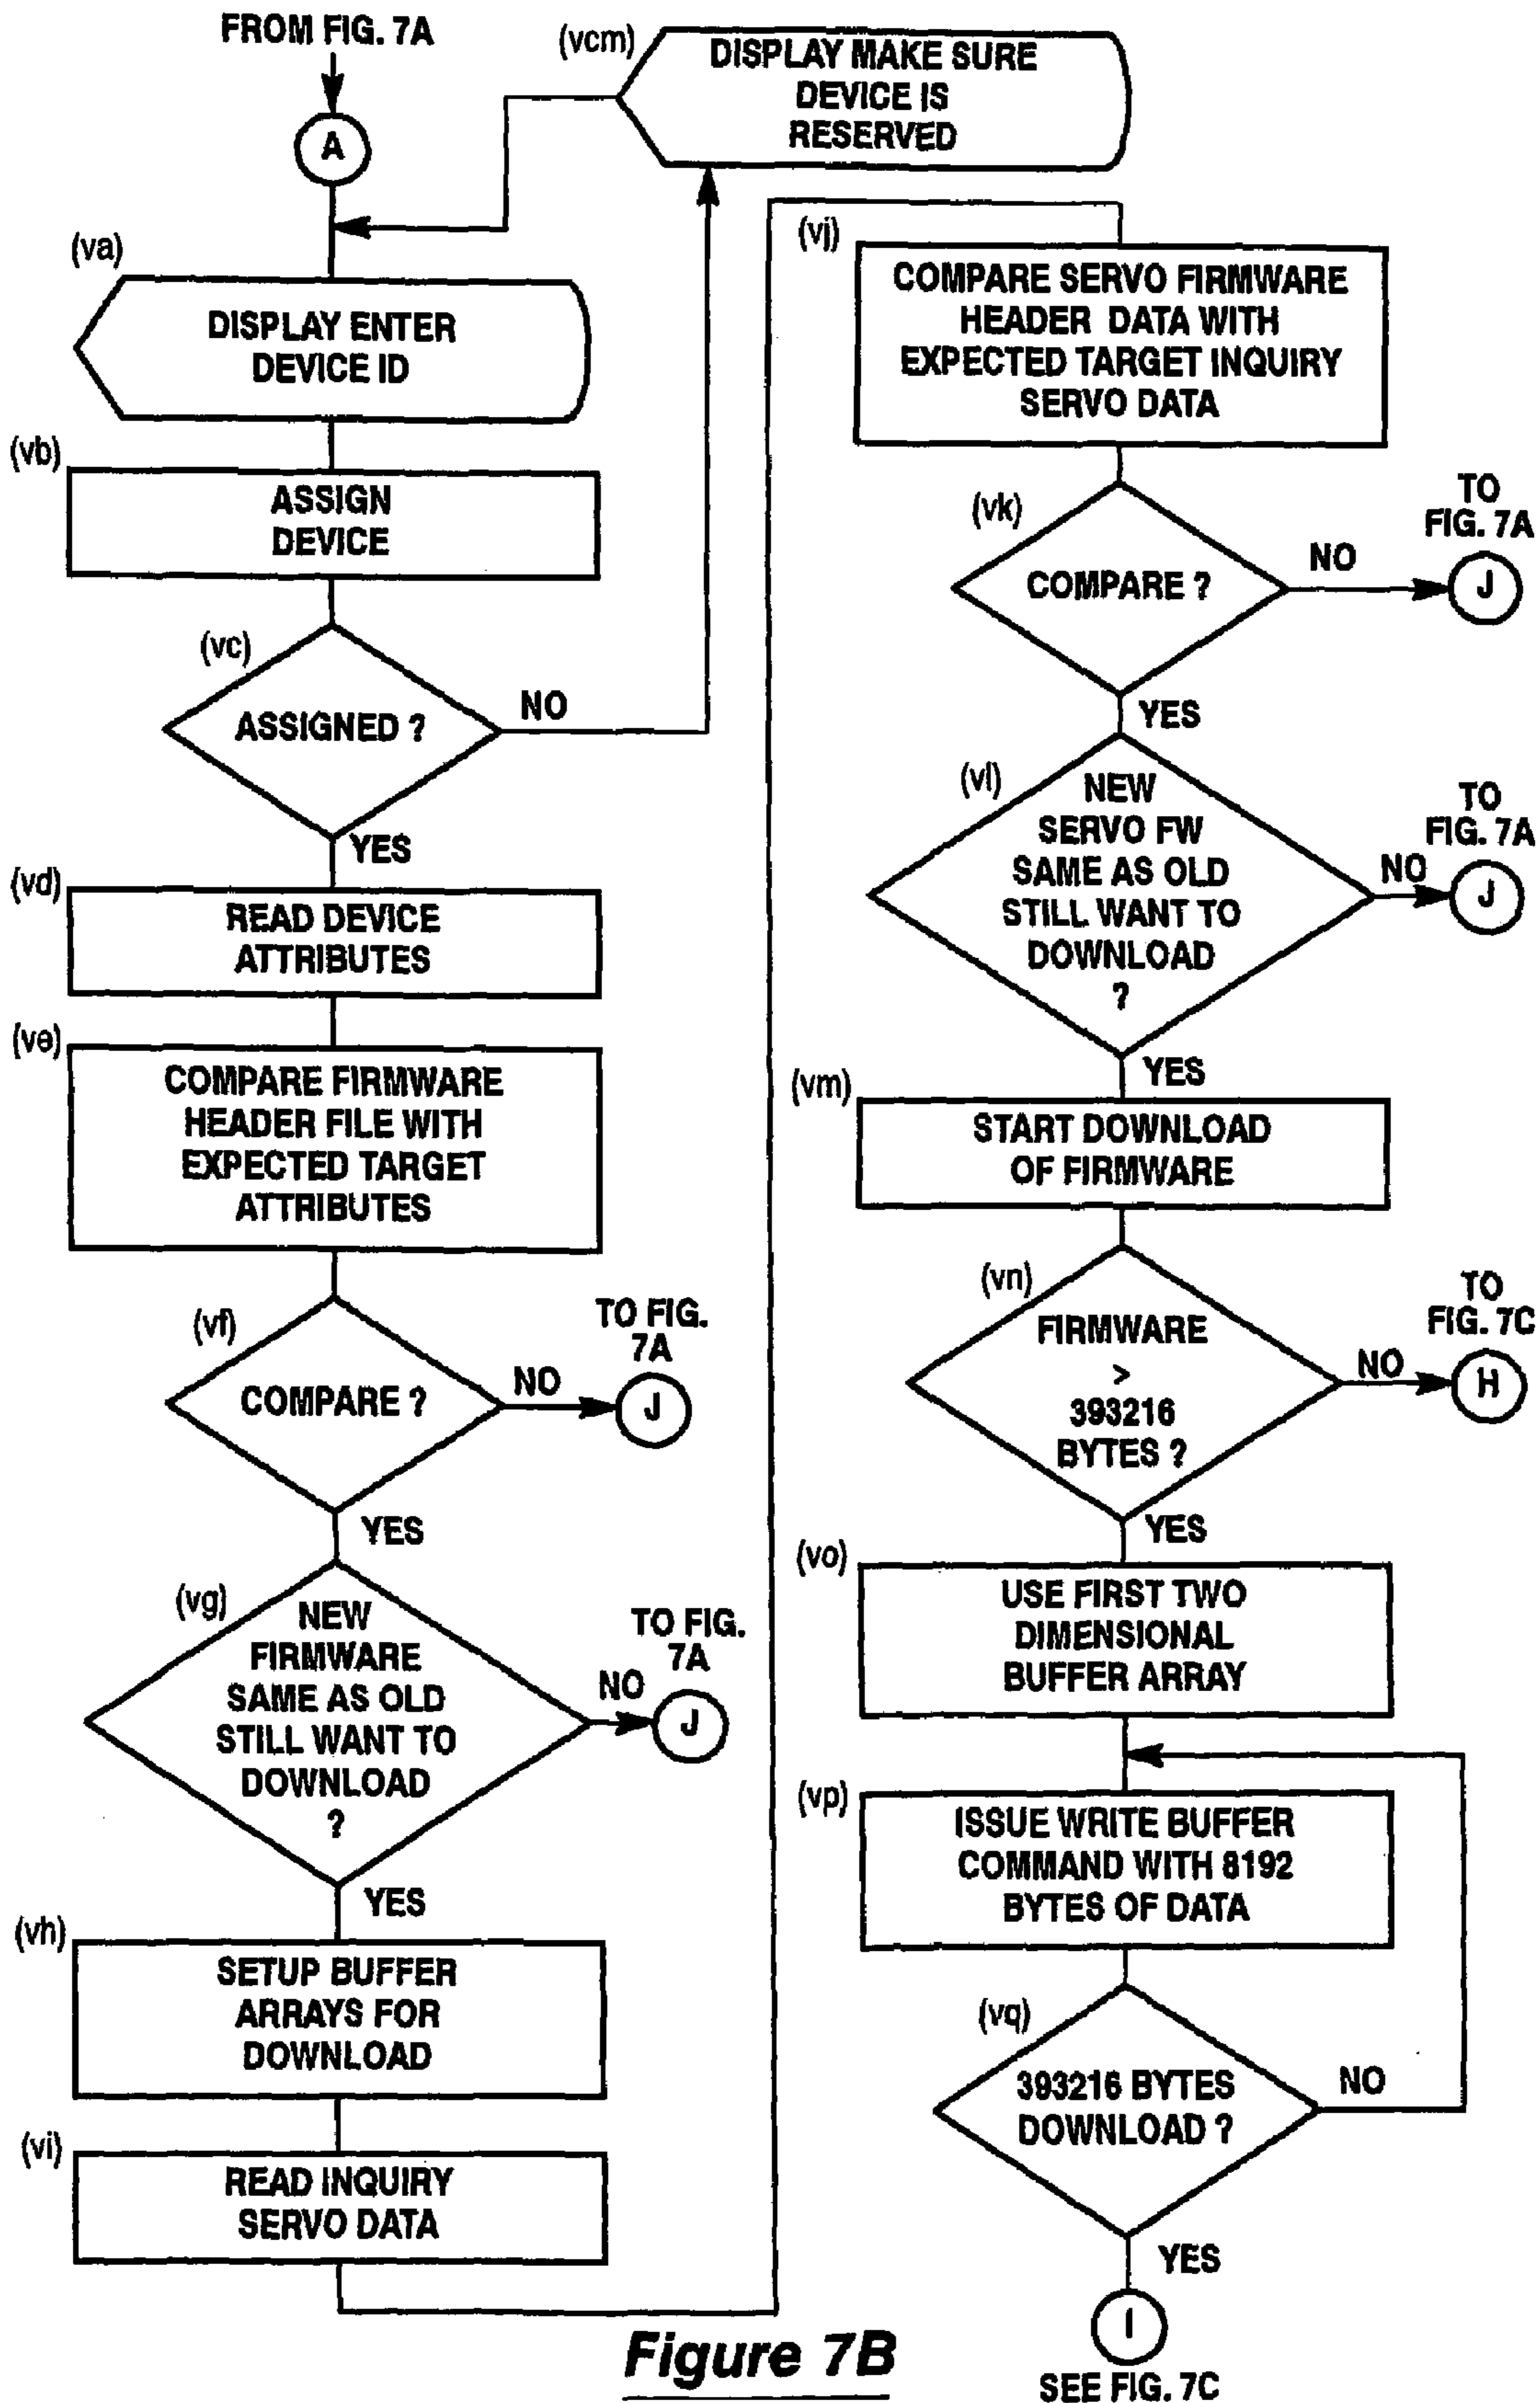 FROM FIG. 7A
A
(vcm)
DISPLAY MAKE SURE
DEVICE IS
RESERVED
(va)
DISPLAY ENTER
DEVICE ID
(vb)
ASSIGN
DEVICE
(vc)
ASSIGNED ?
NO
YES
(vd)
READ DEVICE
ATTRIBUTES
(ve)
COMPARE FIRMWARE
HEADER FILE WITH
EXPECTED TARGET
ATTRIBUTES
(vf)
COMPARE ?
NO
TO FIG.
7A
J
YES
(vg)
NEW
FIRMWARE
SAME AS OLD
STILL WANT TO
DOWNLOAD
?
NO
TO FIG.
7A
J
YES
(vh)
SETUP BUFFER
ARRAYS FOR
DOWNLOAD
(vi)
READ INQUIRY
SERVO DATA
(vj)
COMPARE SERVO FIRMWARE
HEADER DATA WITH
EXPECTED TARGET INQUIRY
SERVO DATA
(vk)
COMPARE ?
NO
TO
FIG. 7A
J
YES
(vl)
NEW
SERVO FW
SAME AS OLD
STILL WANT TO
DOWNLOAD
?
NO
TO
FIG. 7A
J
YES
(vm)
START DOWNLOAD
OF FIRMWARE
(vn)
FIRMWARE
>
393216
BYTES ?
NO
TO
FIG. 7C
H
YES
(vo)
USE FIRST TWO
DIMENSIONAL
BUFFER ARRAY
(vp)
ISSUE WRITE BUFFER
COMMAND WITH 8192
BYTES OF DATA
(vq)
393216 BYTES
DOWNLOAD ?
NO
YES
I
SEE FIG. 7C
Figure 7B